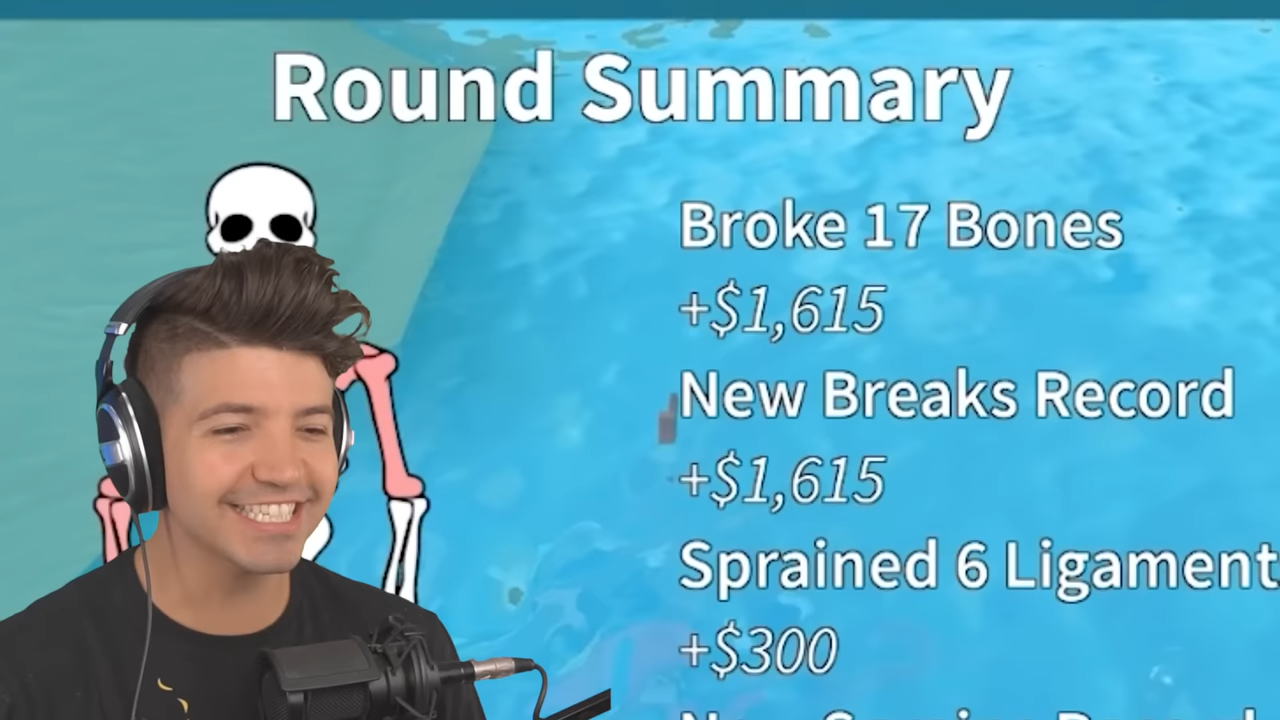 Round Summary
Broke 17 Bones
+$1,615
New Breaks Record
+$1,615
Sprained 6 Ligament
+$300